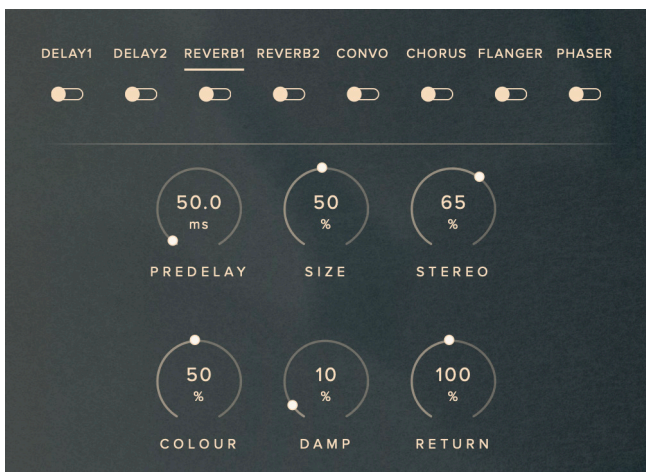 DELAY1 DELAY2 REVERB1 REVERB2 CONVO CHORUS FLANGER PHASER
50.0 50 65
ms % %
PREDELAY SIZE STEREO
50 10 100
% % %
COLOUR DAMP RETURN